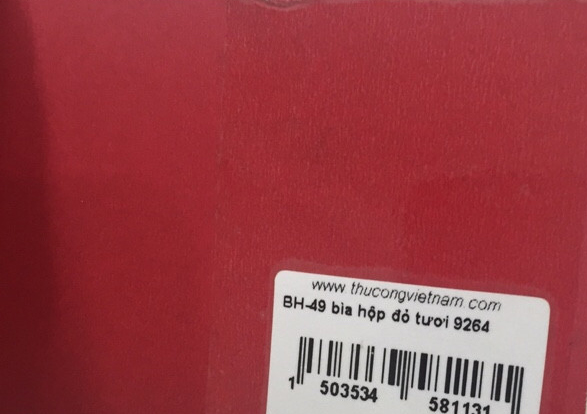 www thucongvietnam com
BH-49 bìa hộp đỏ tươi 9264
1 503534 581131